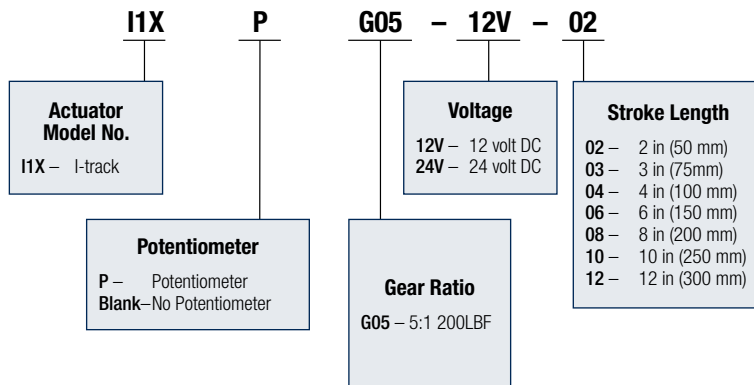 I1X P G05 – 12V – 02
Actuator
Model No.
I1X – I-track
Voltage
12V – 12 volt DC
24V – 24 volt DC
Stroke Length
02 – 2 in (50 mm)
03 – 3 in (75mm)
04 – 4 in (100 mm)
06 – 6 in (150 mm)
08 – 8 in (200 mm)
10 – 10 in (250 mm)
12 – 12 in (300 mm)
Potentiometer
P – Potentiometer
Blank–No Potentiometer
Gear Ratio
G05 – 5:1 200LBF